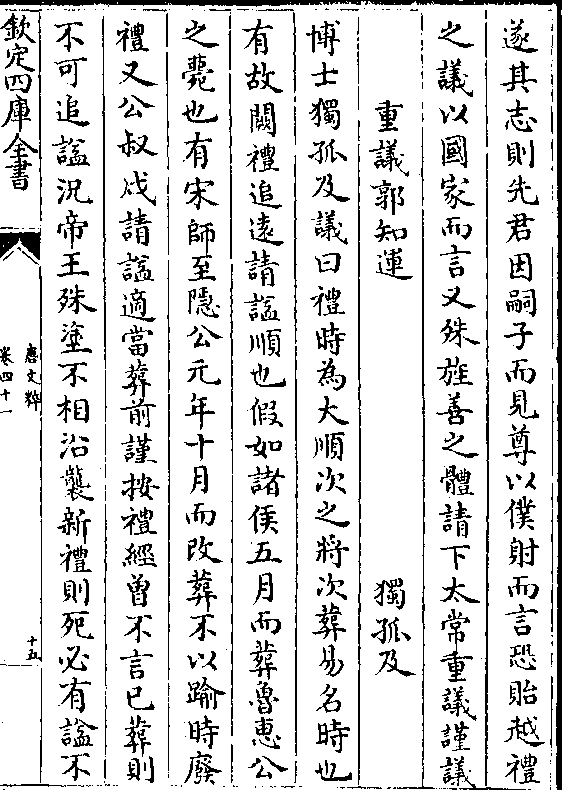 遂其志則先君因嗣子而見尊以僕射而言恐貽越禮
之議以國家而言又殊旌善之體請下太常重議謹議
重議郭知運　獨孤及
博士獨孤及議曰禮時為大順次之將次葬易名時也
有故闕禮追遠請諡順也假如諸侯五月而葬魯惠公
之薨也有宋師至隱公元年十月而改葬不以踰時廢
禮又公叔戍請諡適當葬前謹按禮經曾不言已葬則
不可追諡況帝王殊塗不相沿襲新禮則死必有諡不
欽定四庫全書
唐文粹
卷四十一
十五